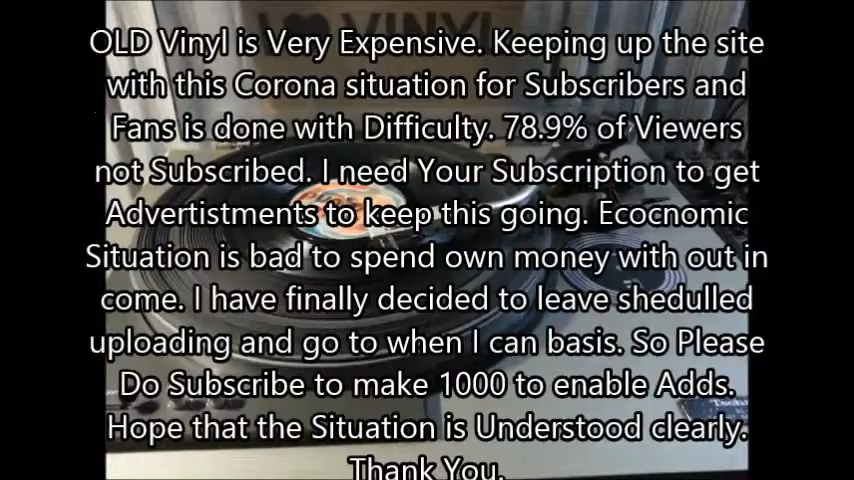 I VINYL
OLD Vinyl is Very Expensive. Keeping up the site
with this Corona situation for Subscribers and
Fans is done with Difficulty. 78.9% of Viewers
not Subscribed. I need Your Subscription to get
Advertistments to keep this going. Ecocnomic
Situation is bad to spend own money with out in
come. I have finally decided to leave shedulled
uploading and go to when I can basis. So Please
Do Subscribe to make 1000 to enable Adds.
Hope that the Situation is Understood clearly.
Thank You.